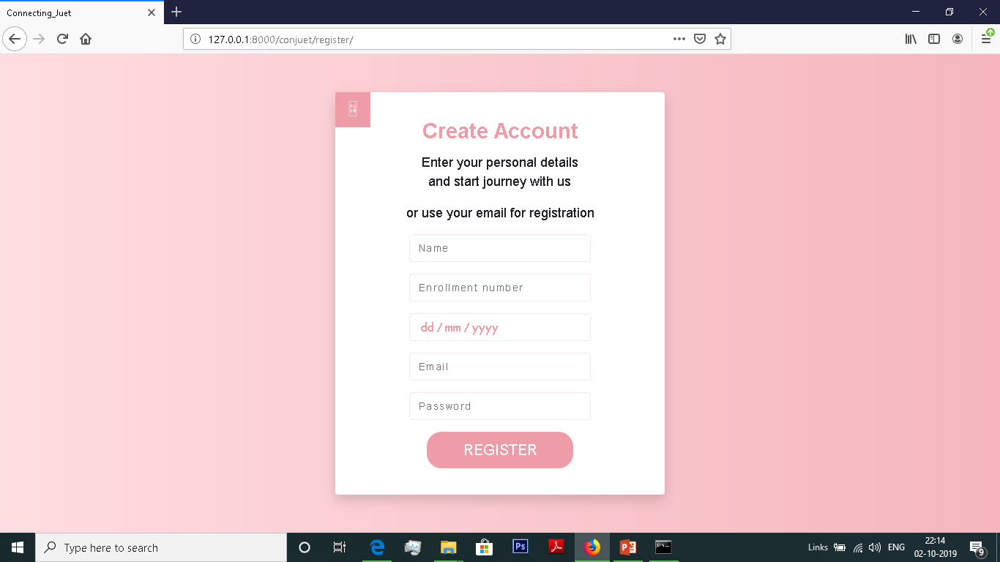 Connecting_Juet
127.0.0.1:8000/conjuet/register/
Create Account
Enter your personal details
and start journey with us
or use your email for registration
Name
Enrollment number
dd / mm / yyyy
Email
Password
REGISTER
Type here to search
Ps
Links
ENG
22:14
02-10-2019
9